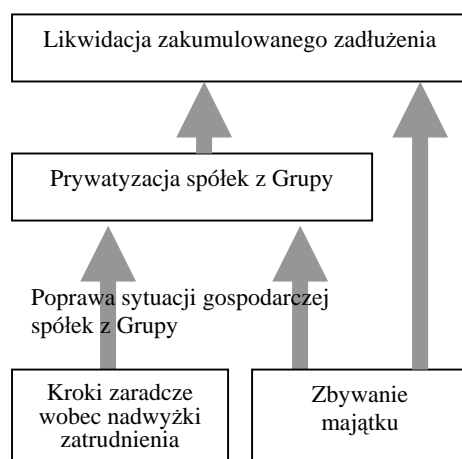 Likwidacja zakumulowanego zadłużenia
Prywatyzacja spółek z Grupy
Poprawa sytuacji gospodarczej
spółek z Grupy
Kroki zaradcze
wobec nadwyżki
zatrudnienia
Zbywanie
majątku